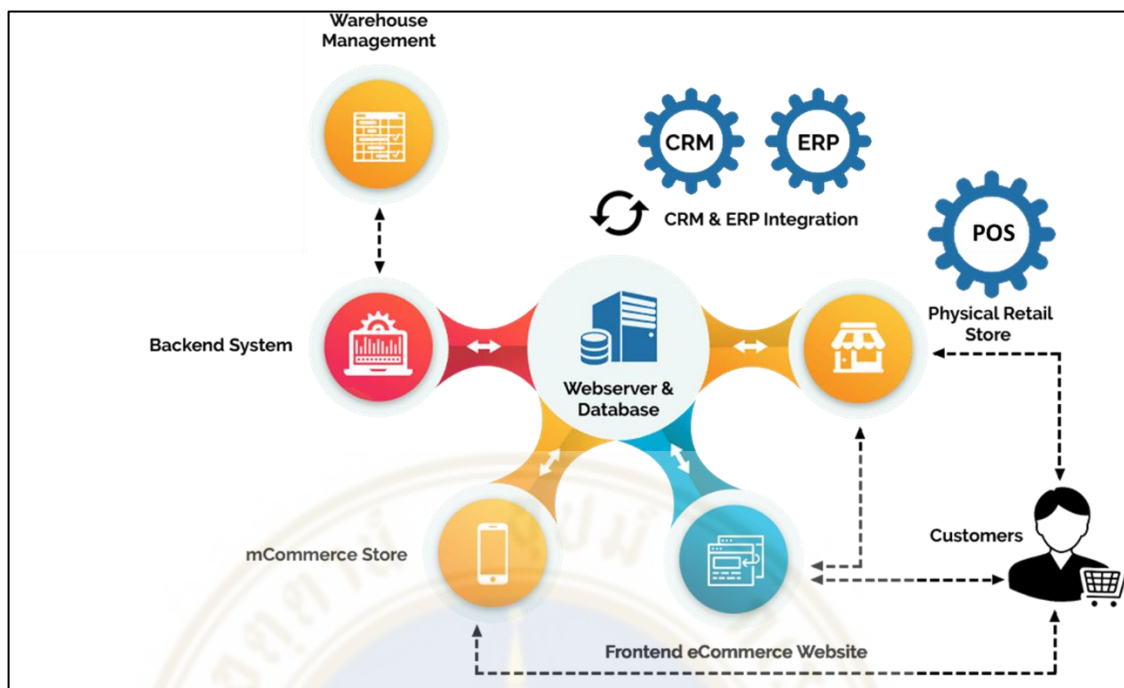 Warehouse
Management
CRM
ERP
CRM & ERP Integration
POS
Physical Retail
Store
Backend System
Webserver &
Database
mCommerce Store
Customers
Frontend eCommerce Website